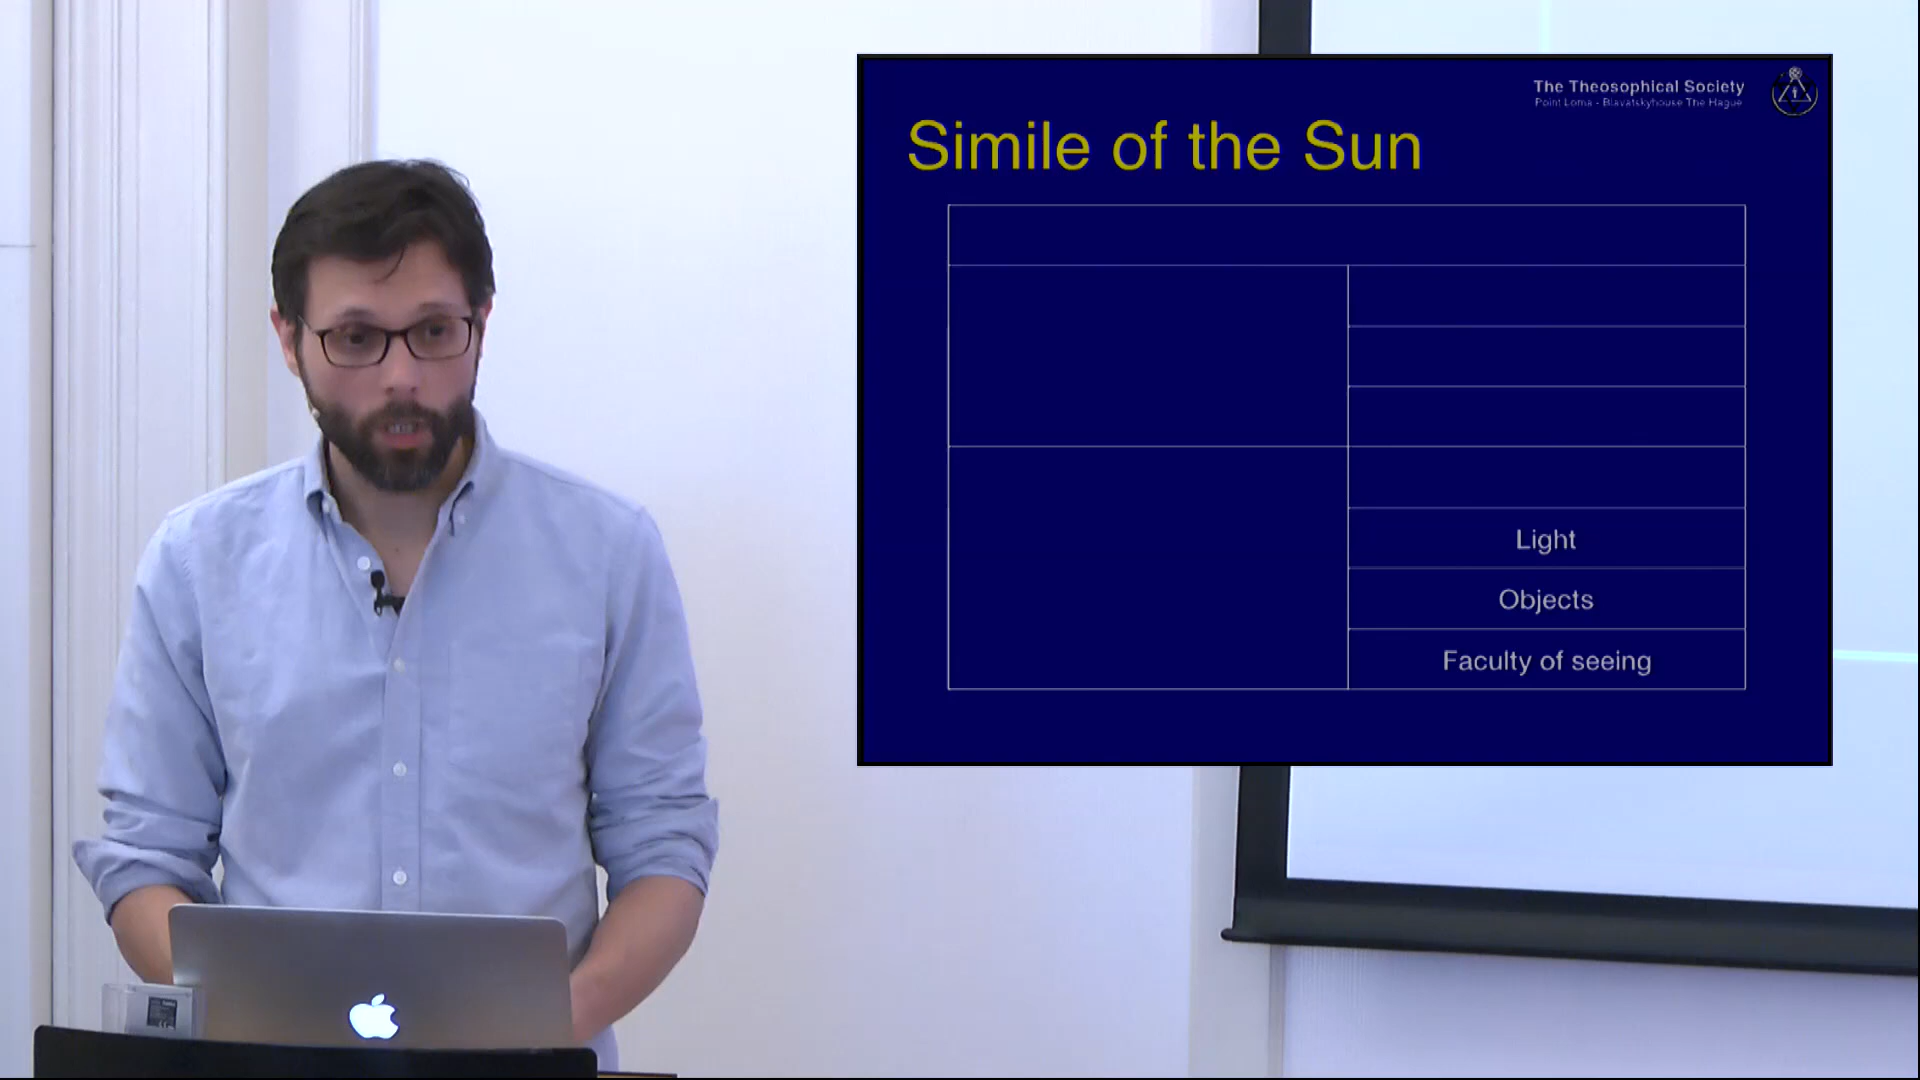 The Theosophical Society
Point Loma - Blavatskyhouse The Hague
Simile of the Sun
Light
Objects
Faculty of seeing